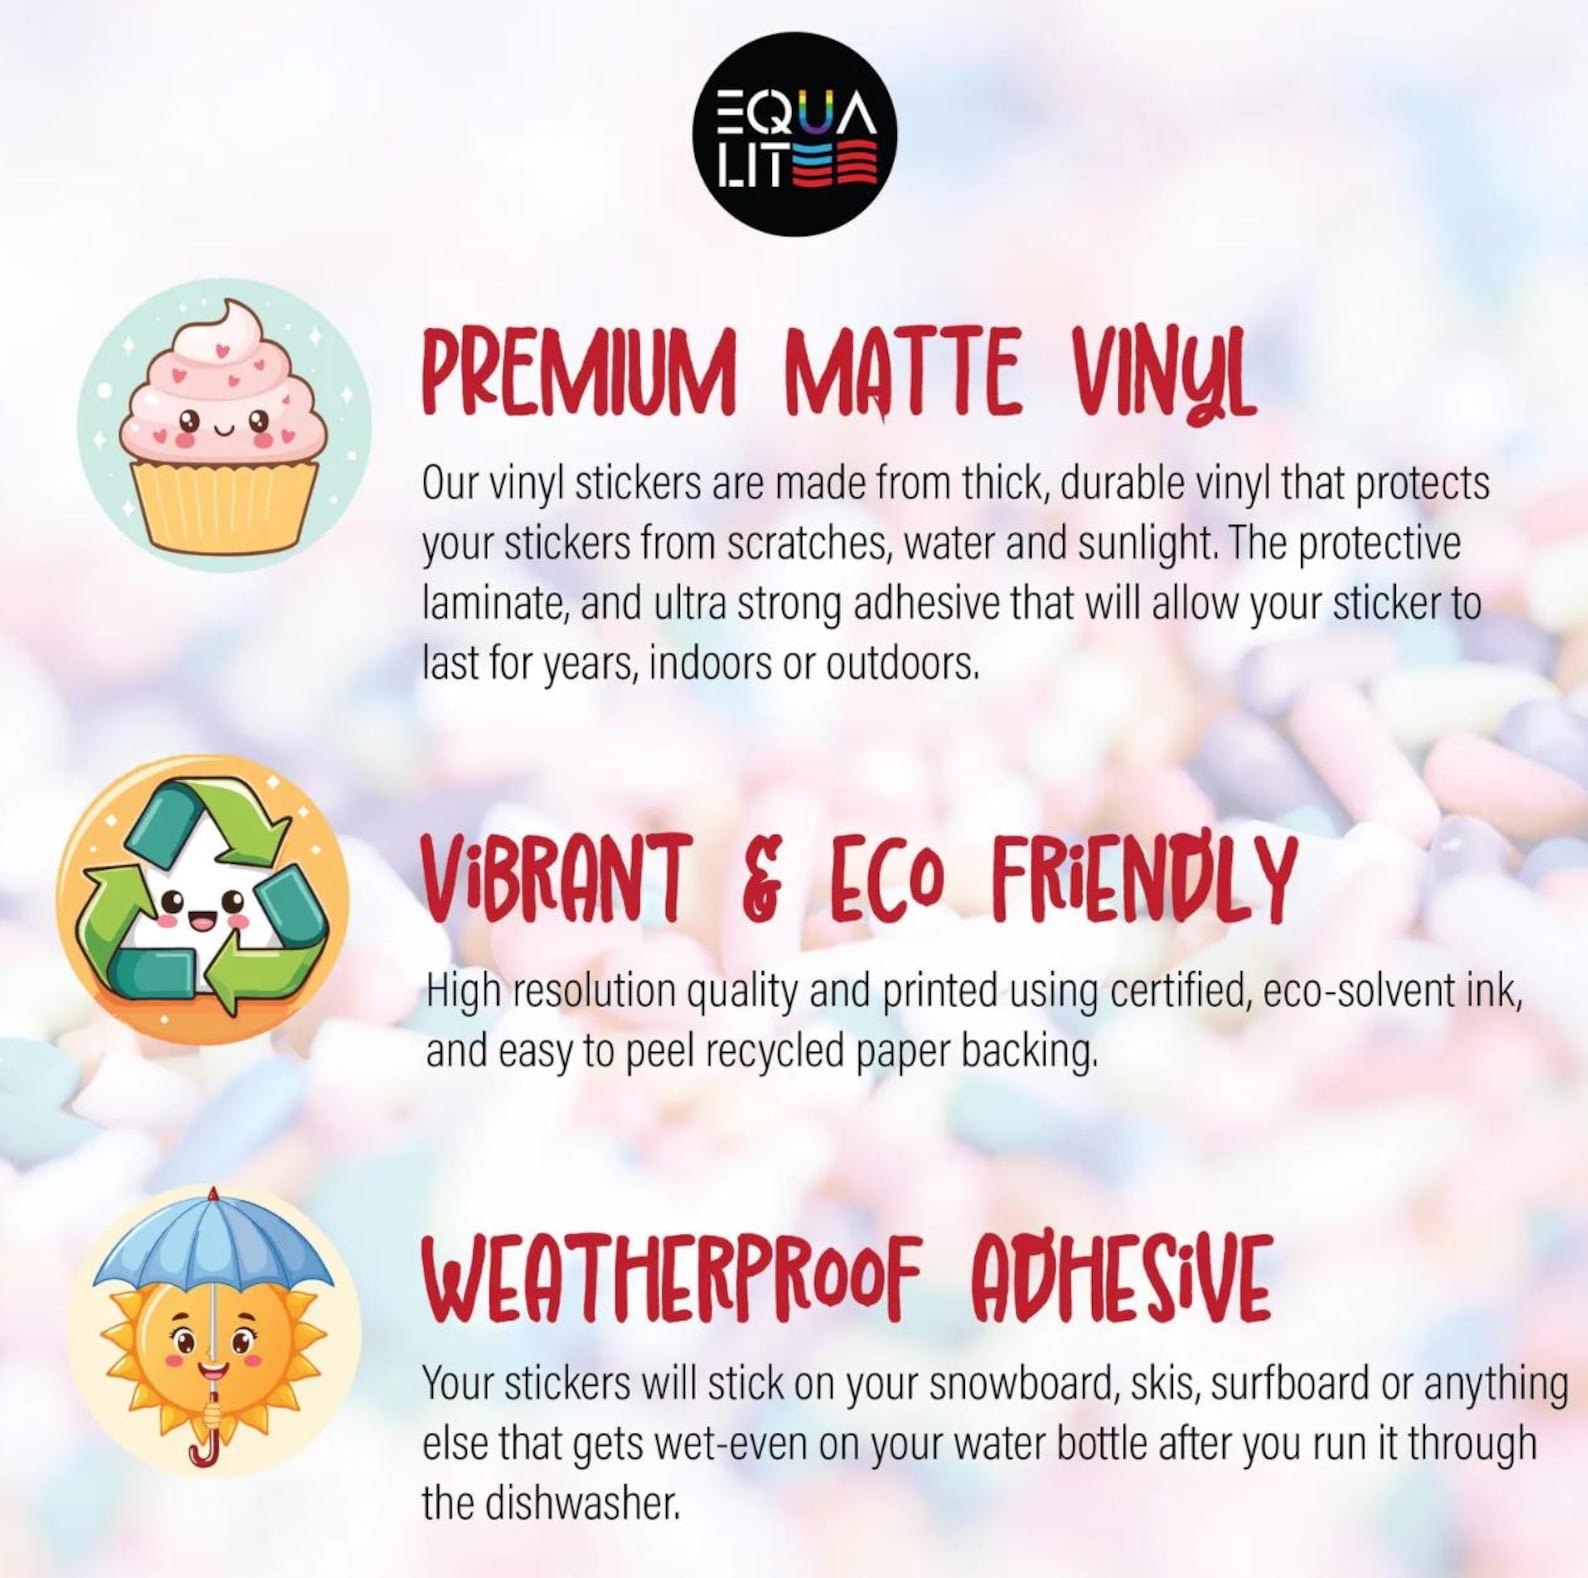 EQUA
LITEE
PREMIUM MATTE VINYL
Our vinyl stickers are made from thick, durable vinyl that protects
your stickers from scratches, water and sunlight. The protective
laminate, and ultra strong adhesive that will allow your sticker to
last for years, indoors or outdoors.
ViBRANT & ECO FRiENDLY
High resolution quality and printed using certified, eco-solvent ink,
and easy to peel recycled paper backing.
WEATHERPROOF ADHESiVE
Your stickers will stick on your snowboard, skis, surfboard or anything
else that gets wet-even on your water bottle after you run it through
the dishwasher.